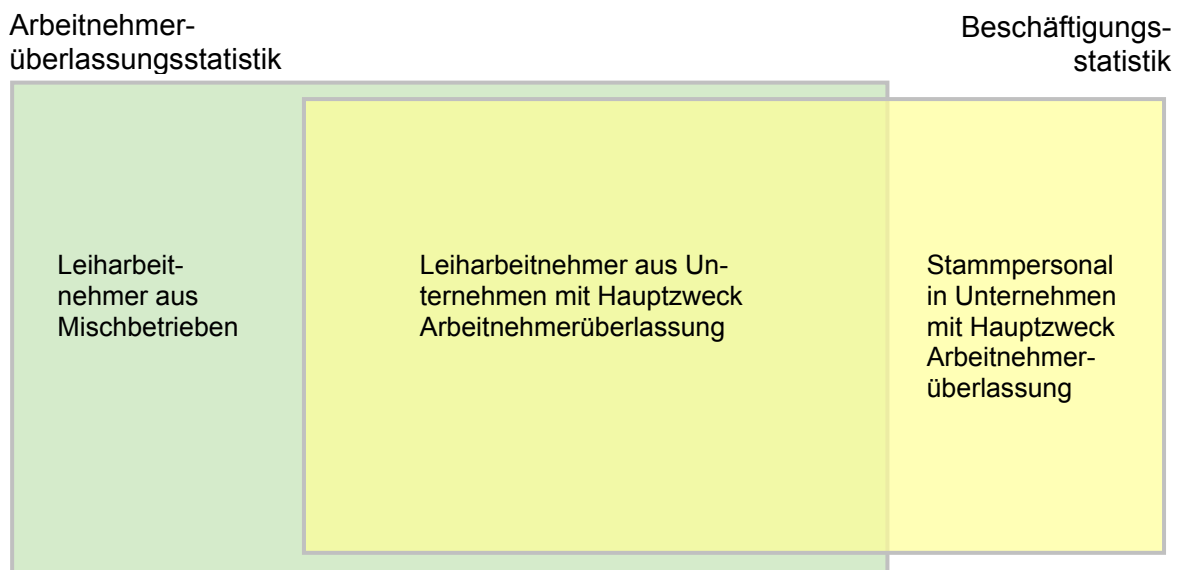 Arbeitnehmer-
überlassungsstatistik
Beschäftigungs-
statistik
Leiharbeit-
nehmer aus
Mischbetrieben
Leiharbeitnehmer aus Un-
ternehmen mit Hauptzweck
Arbeitnehmerüberlassung
Stammpersonal
in Unternehmen
mit Hauptzweck
Arbeitnehmer-
überlassung